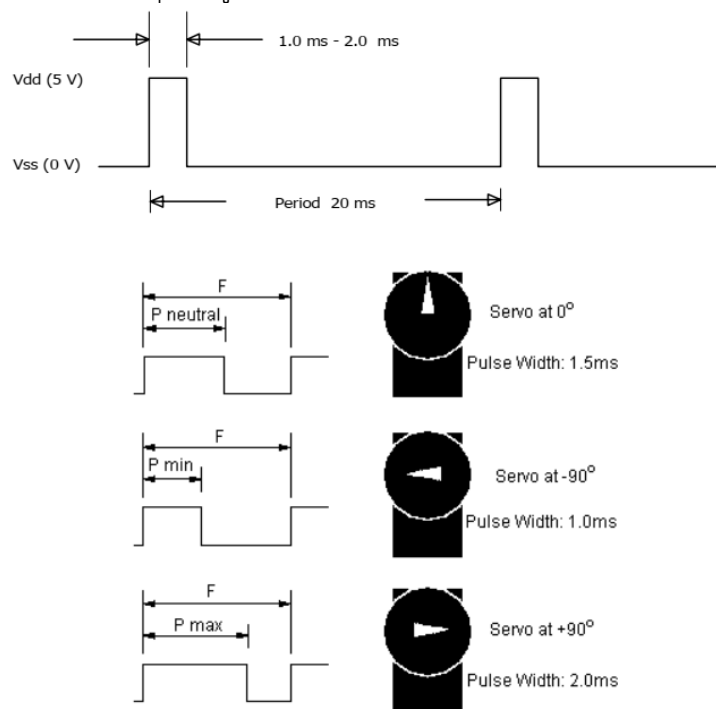 1.0 ms - 2.0 ms
Vdd (5 V)
Vss (0 V)
Period 20 ms
F
P neutral
Servo at 0°
Pulse Width: 1.5ms
F
P min
Servo at -90°
Pulse Width: 1.0ms
F
P max
Servo at +90°
Pulse Width: 2.0ms